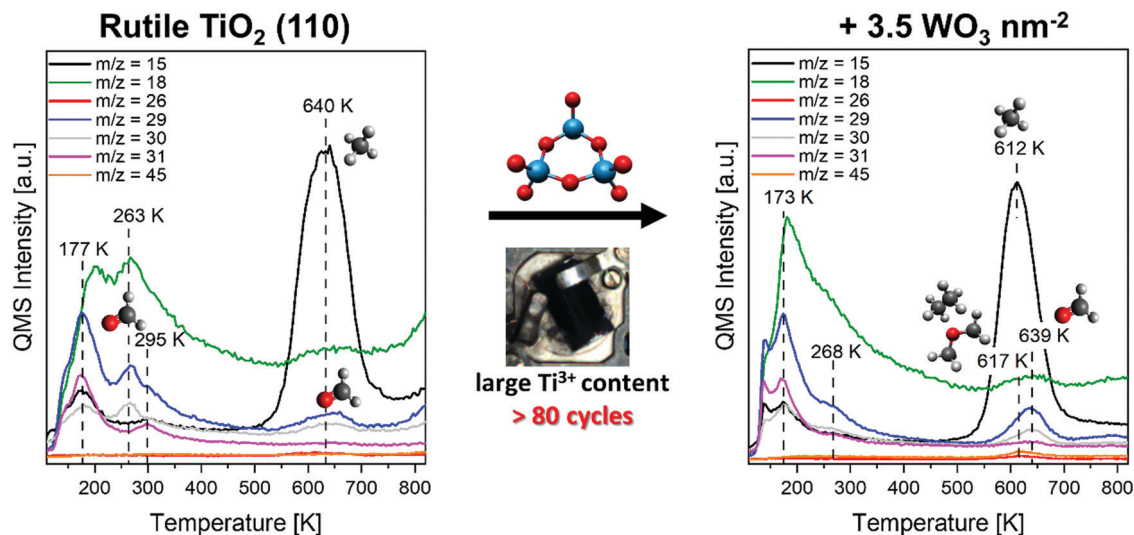 Rutile TiO₂ (110)
m/z = 15
m/z = 18
m/z = 26
m/z = 29
m/z = 30
m/z = 31
m/z = 45
640 K
263 K
177 K
295 K
QMS Intensity [a.u.]
200 300 400 500 600 700 800
Temperature [K]
large Ti³⁺ content
> 80 cycles
+ 3.5 WO₃ nm⁻²
m/z = 15
m/z = 18
m/z = 26
m/z = 29
m/z = 30
m/z = 31
m/z = 45
612 K
173 K
639 K
617 K
268 K
QMS Intensity [a.u.]
200 300 400 500 600 700 800
Temperature [K]